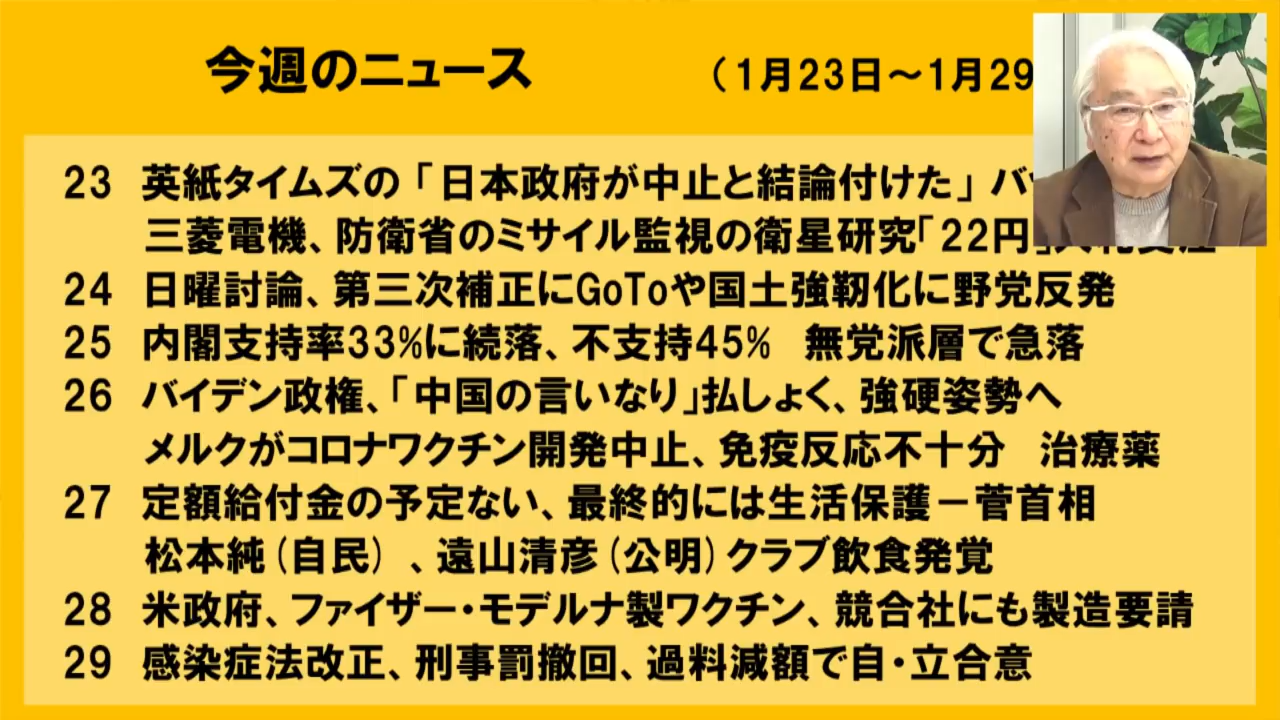 今週のニュース （1月23日～1月29
23 英紙タイムズの「日本政府が中止と結論付けた」
三菱電機、防衛省のミサイル監視の衛星研究「22円」
24 日曜討論、第三次補正にGoToや国土強靭化に野党反発
25 内閣支持率33%に続落、不支持45% 無党派層で急落
26 バイデン政権、「中国の言いなり」払しょく、強硬姿勢へ
メルクがコロナワクチン開発中止、免疫反応不十分 治療薬
27 定額給付金の予定ない、最終的には生活保護－菅首相
松本純(自民) 、遠山清彦(公明)クラブ飲食発覚
28 米政府、ファイザー・モデルナ製ワクチン、競合社にも製造要請
29 感染症法改正、刑事罰撤回、過料減額で自・立合意